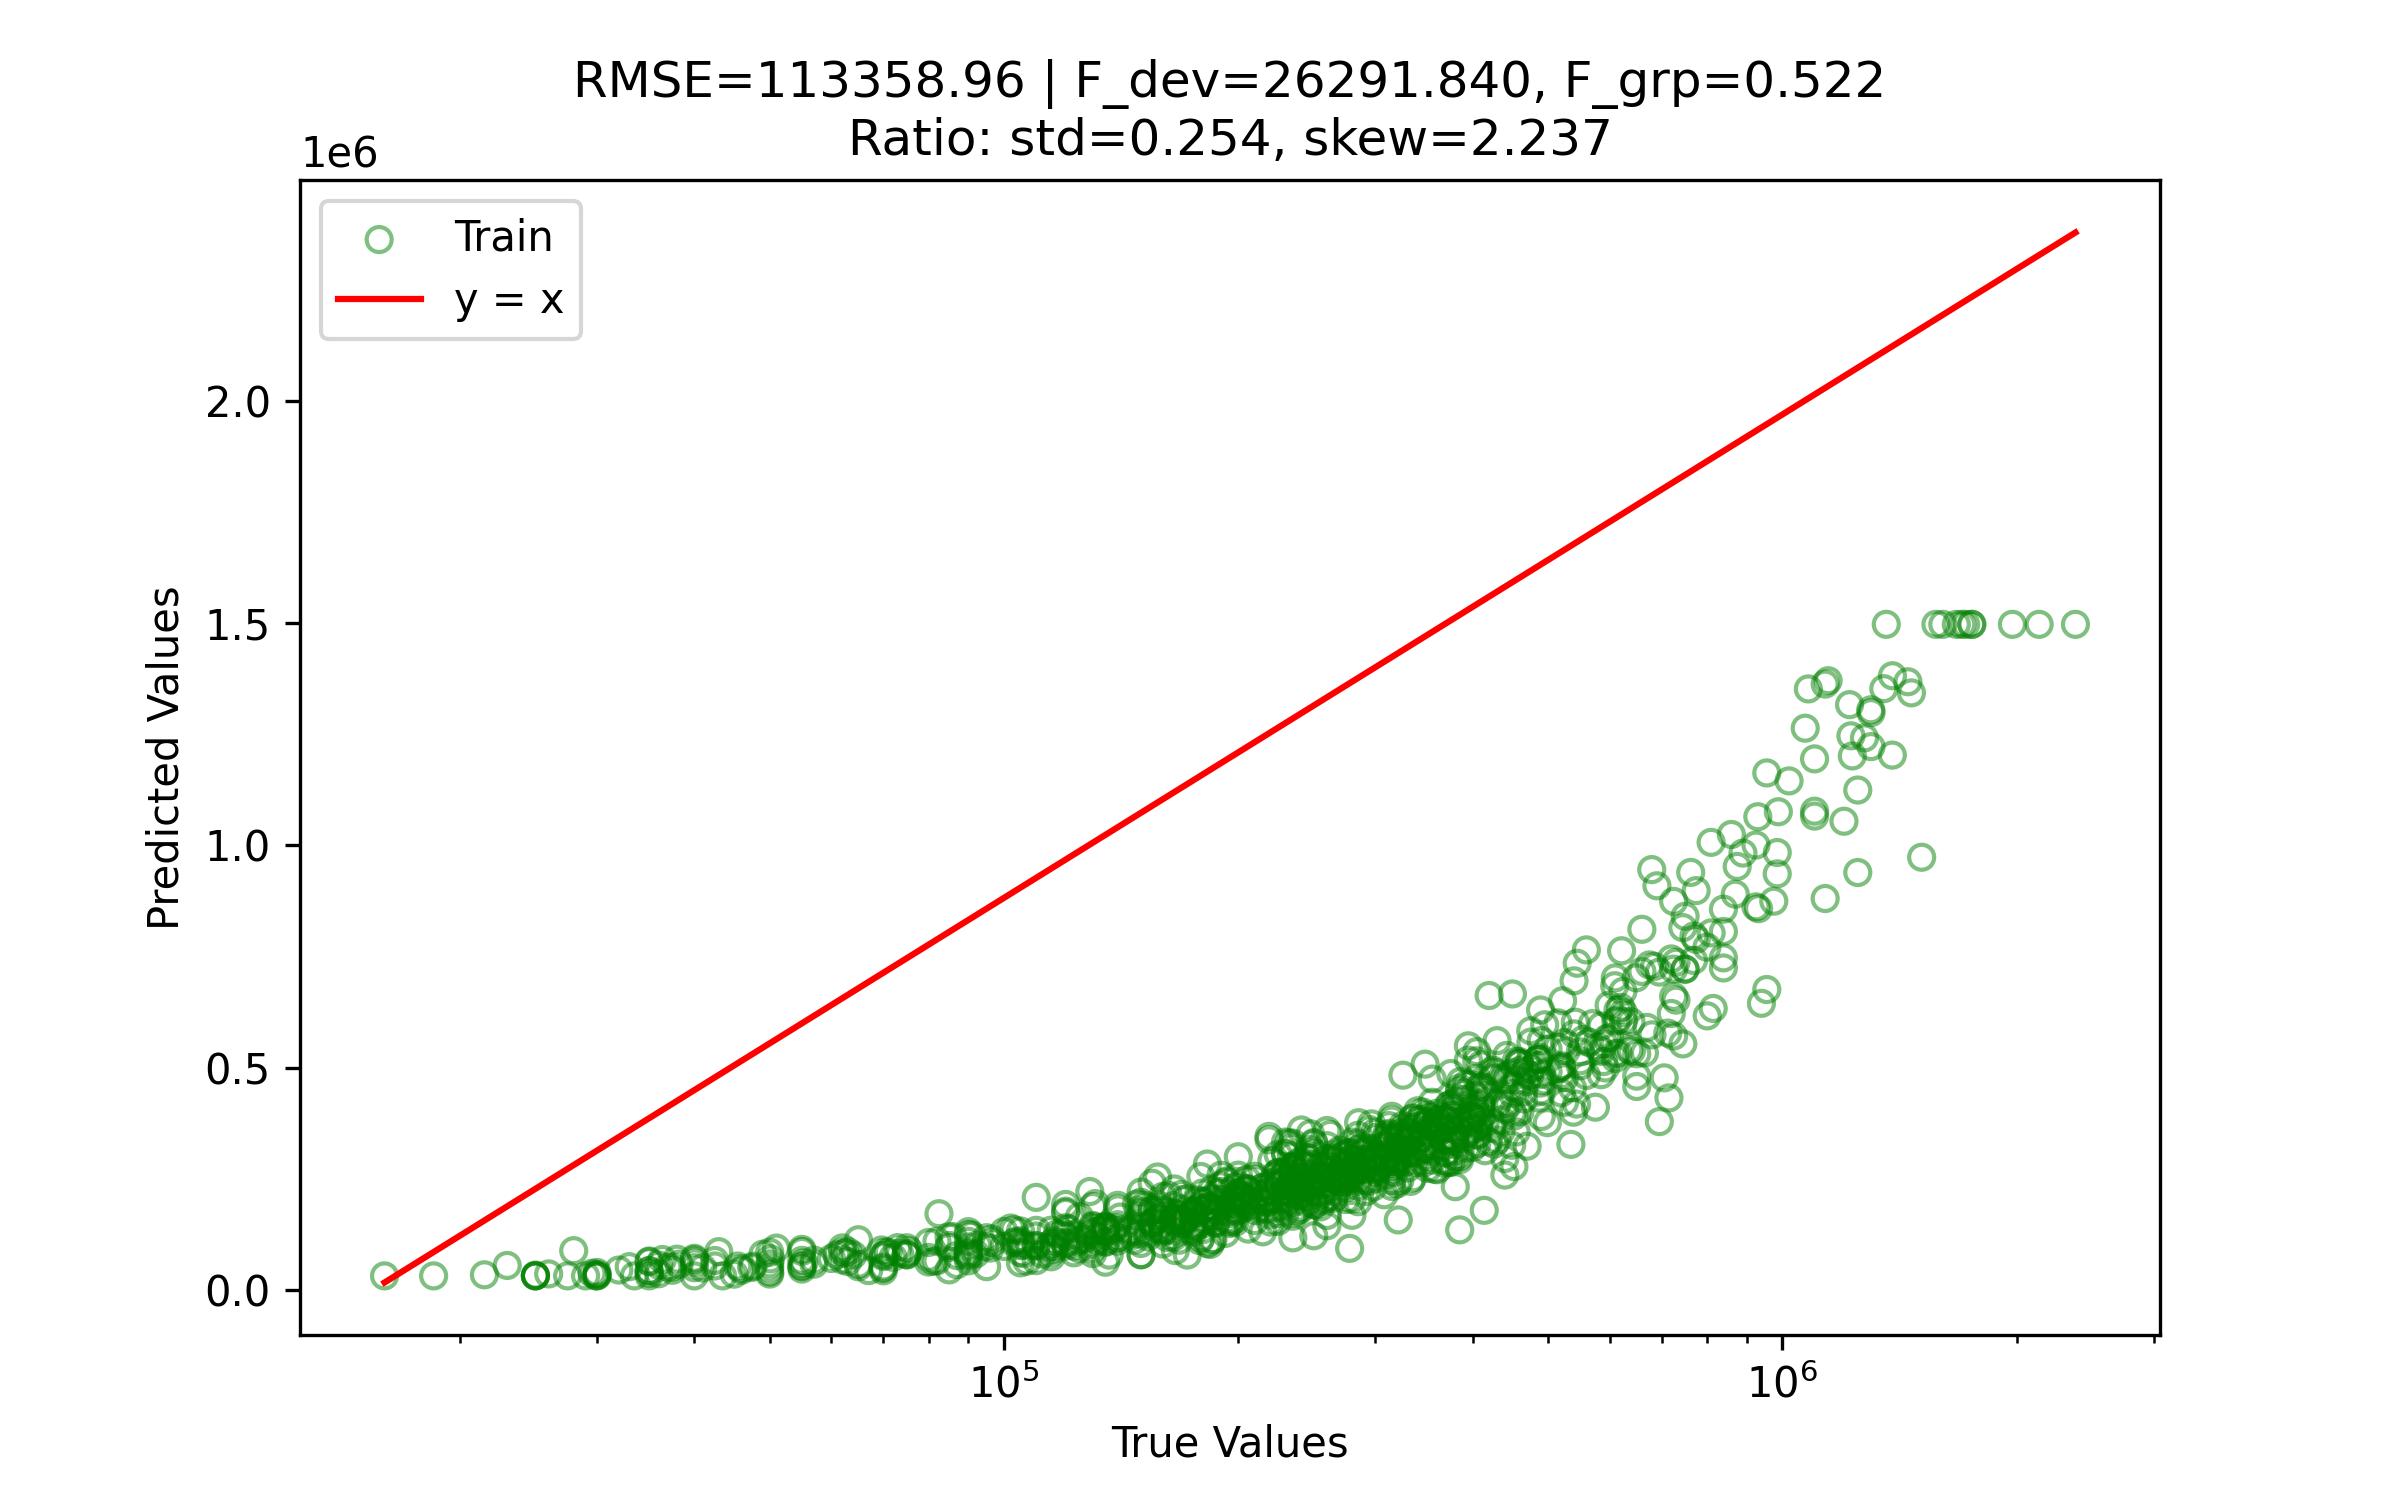 RMSE=113358.96 | F_dev=26291.840, F_grp=0.522
Ratio: std=0.254, skew=2.237
1e6
Train
y = x
2.0
1.5
1.0
0.5
0.0
Predicted Values
10⁵
10⁶
True Values